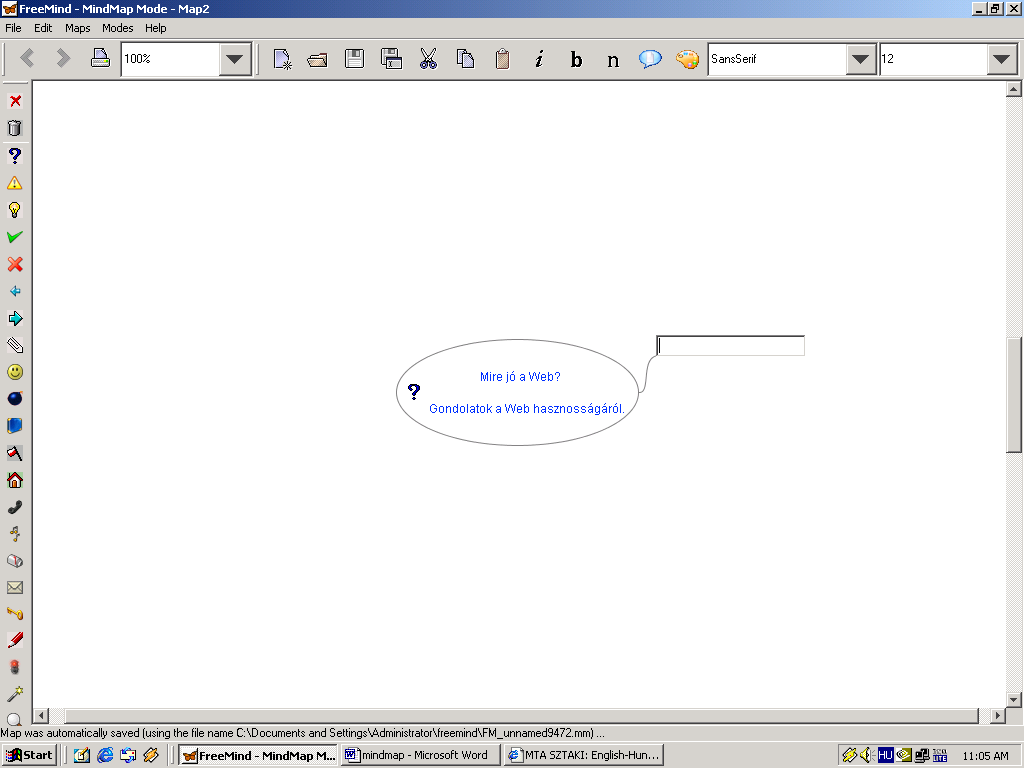 FreeMind - MindMap Mode - Map2
File Edit Maps Modes Help
100% i b n SansSerif 12
Mire jó a Web?
Gondolatok a Web hasznosságáról.
Map was automatically saved (using the file name C:\Documents and Settings\Administrator\freemind\FM_unnamed9472.mm) ...
Start FreeMind - MindMap M... mindmap - Microsoft Word MTA SZTAKI: English-Hun... HU 11:05 AM